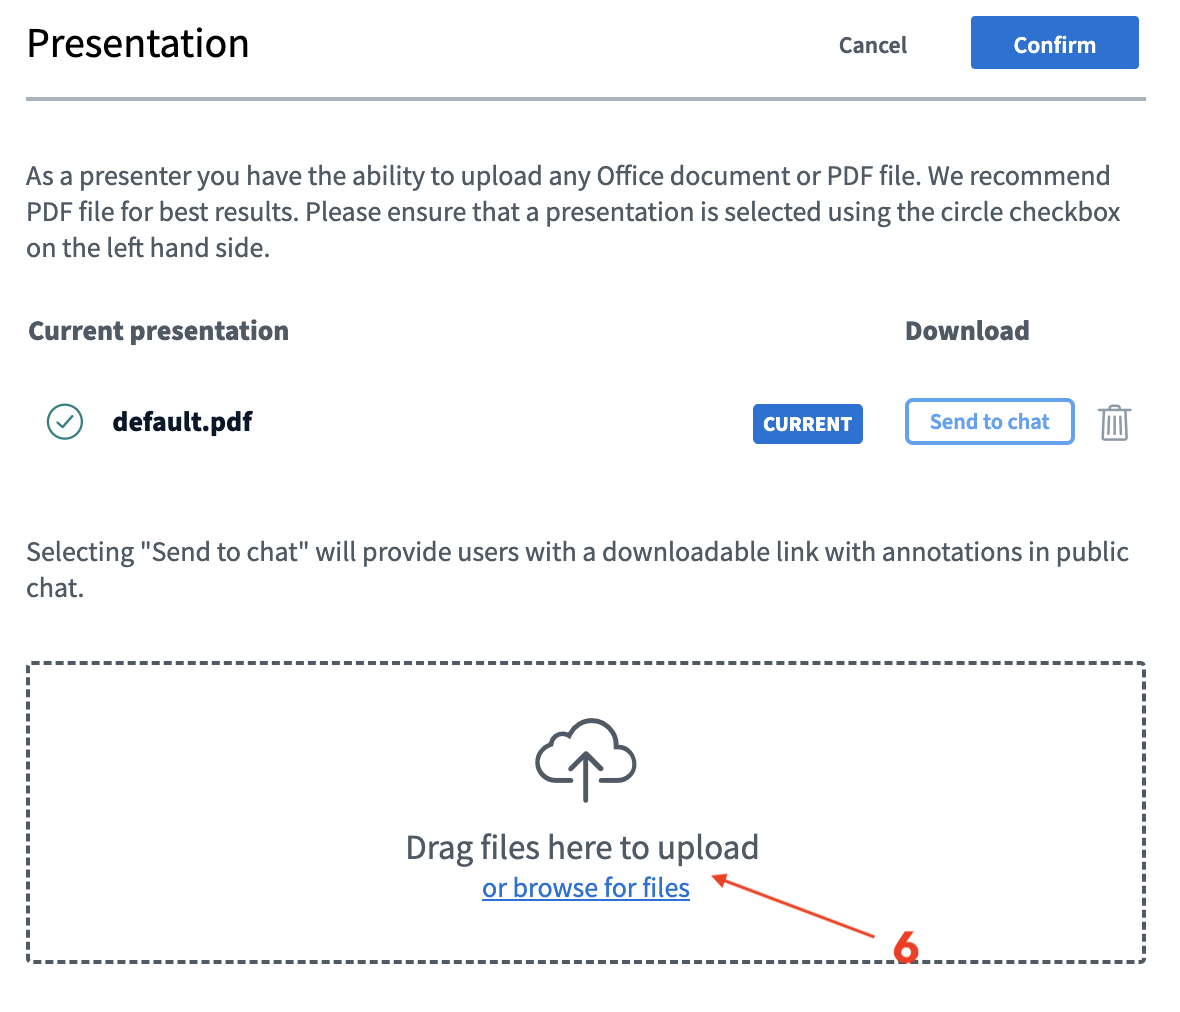 Presentation
Cancel
Confirm
As a presenter you have the ability to upload any Office document or PDF file. We recommend
PDF file for best results. Please ensure that a presentation is selected using the circle checkbox
on the left hand side.
Current presentation
Download
default.pdf
CURRENT
Send to chat
Selecting "Send to chat" will provide users with a downloadable link with annotations in public
chat.
Drag files here to upload
or browse for files
6